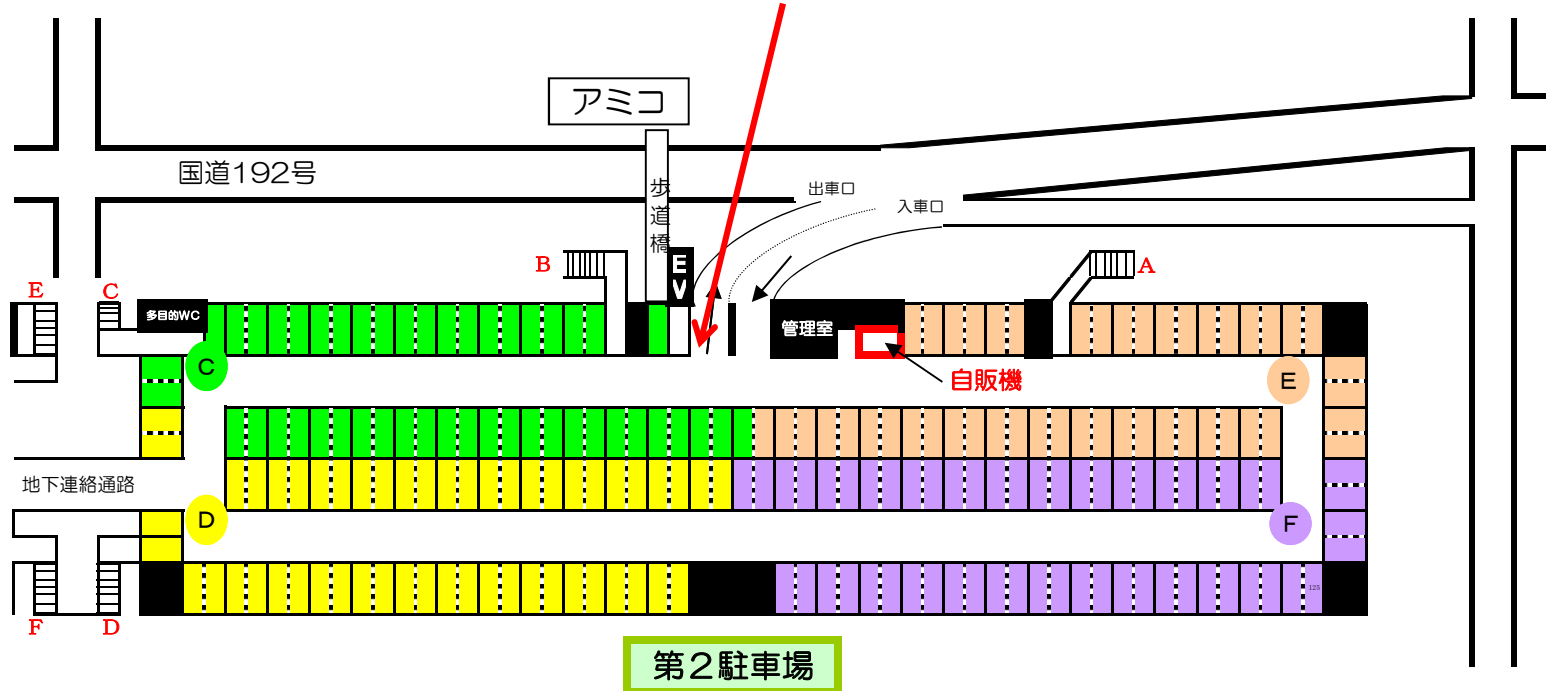 アミコ
国道192号
歩道橋
出車口
入車口
B
EV
A
E
C
多目的WC
管理室
C
自販機
E
地下連絡通路
D
F
125
F
D
第2駐車場